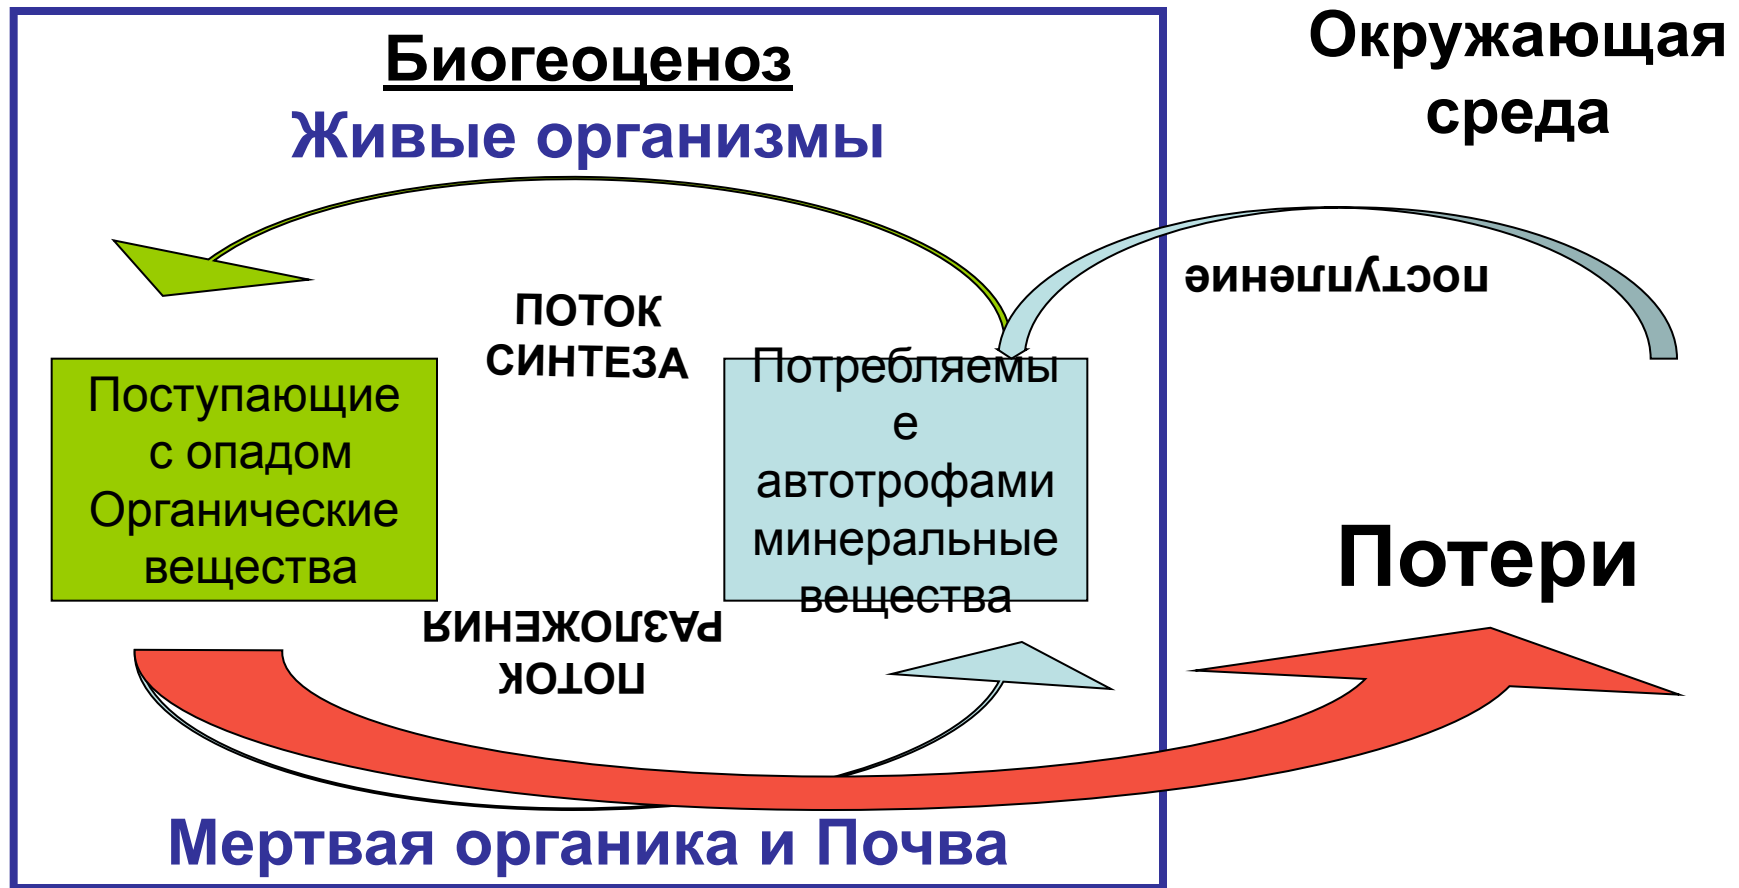 Биогеоценоз
Живые организмы
Окружающая
среда
поступление
ПОТОК
СИНТЕЗА
Поступающие
с опадом
Органические
вещества
Потребляемы
е
автотрофами
минеральные
вещества
Потери
ПОТОК
РАЗЛОЖЕНИЯ
Мертвая органика и Почва